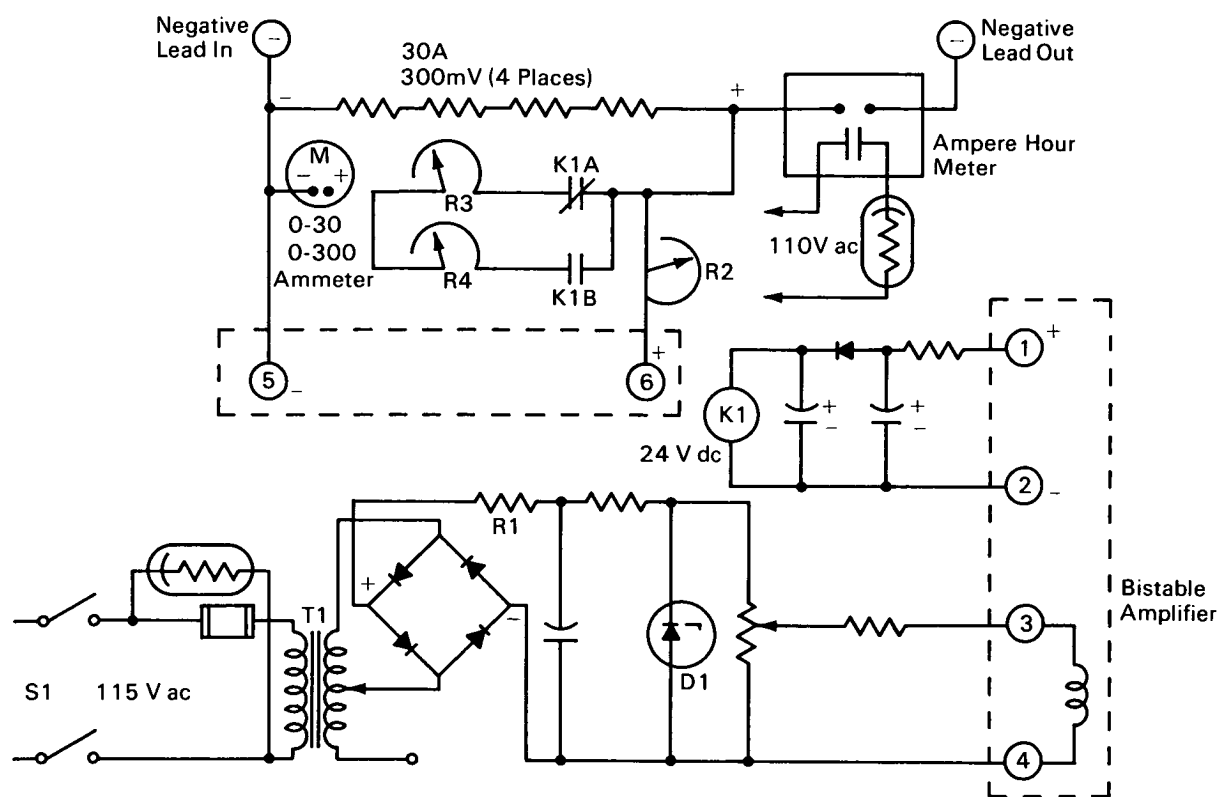 Negative
Lead In
−
30A
300mV (4 Places)
−
+
−
Negative
Lead Out
Ampere Hour
Meter
M
− +
0-30
0-300
Ammeter
R3
K1A
R4
K1B
R2
110V ac
5 −
6 +
1 +
K1
24 V dc
+
−
+
−
2 −
R1
+
−
T1
D1
3
Bistable
Amplifier
S1
115 V ac
4